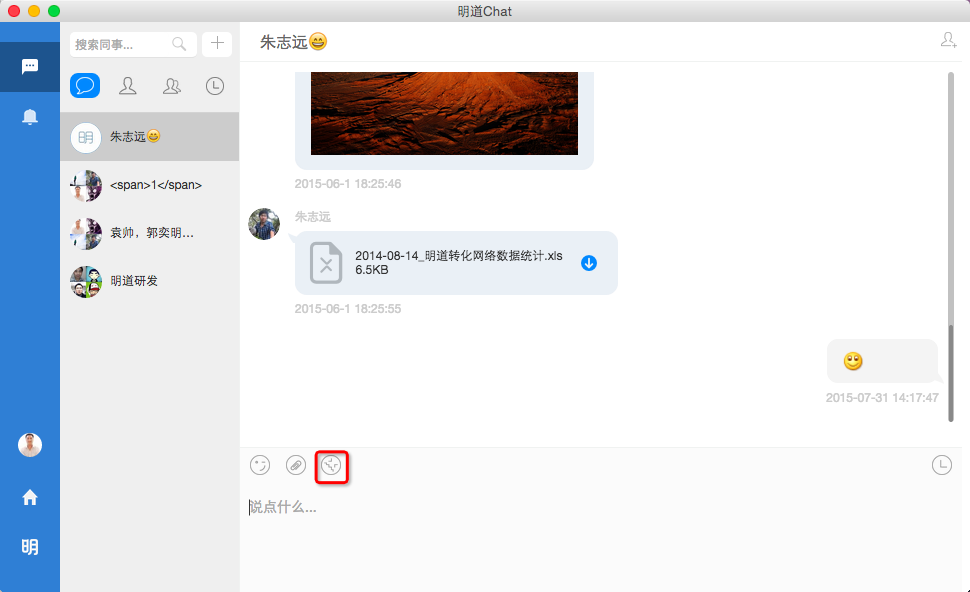 明道Chat
搜索同事...
朱志远😄
<span>1</span>
袁帅，郭奕明...
明道研发
明
明
朱志远😄
2015-06-1 18:25:46
朱志远
2014-08-14_明道转化网络数据统计.xls
6.5KB
2015-06-1 18:25:55
2015-07-31 14:17:47
说点什么...